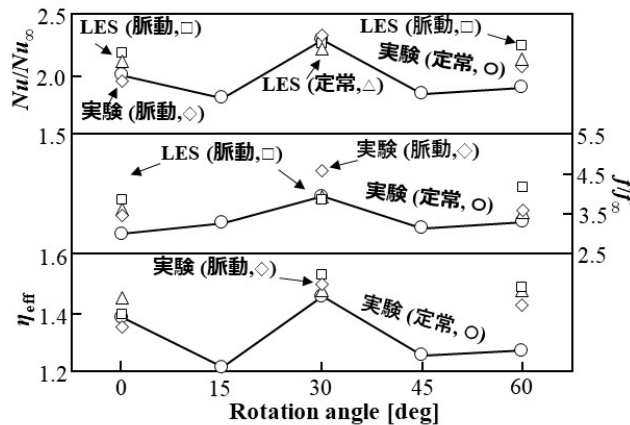 2.5
LES (脈動,□)
LES (脈動,□)
Nu/Nu∞
2.0
実験 (定常, ○)
LES (定常,△)
実験 (脈動,◇)
1.5
5.5
LES (脈動,□)
実験 (脈動,◇)
4.5
f/f∞
実験 (定常, ○)
3.5
1.6
2.5
実験 (脈動,◇)
ηeff
1.4
実験 (定常, ○)
1.2
0 15 30 45 60
Rotation angle [deg]